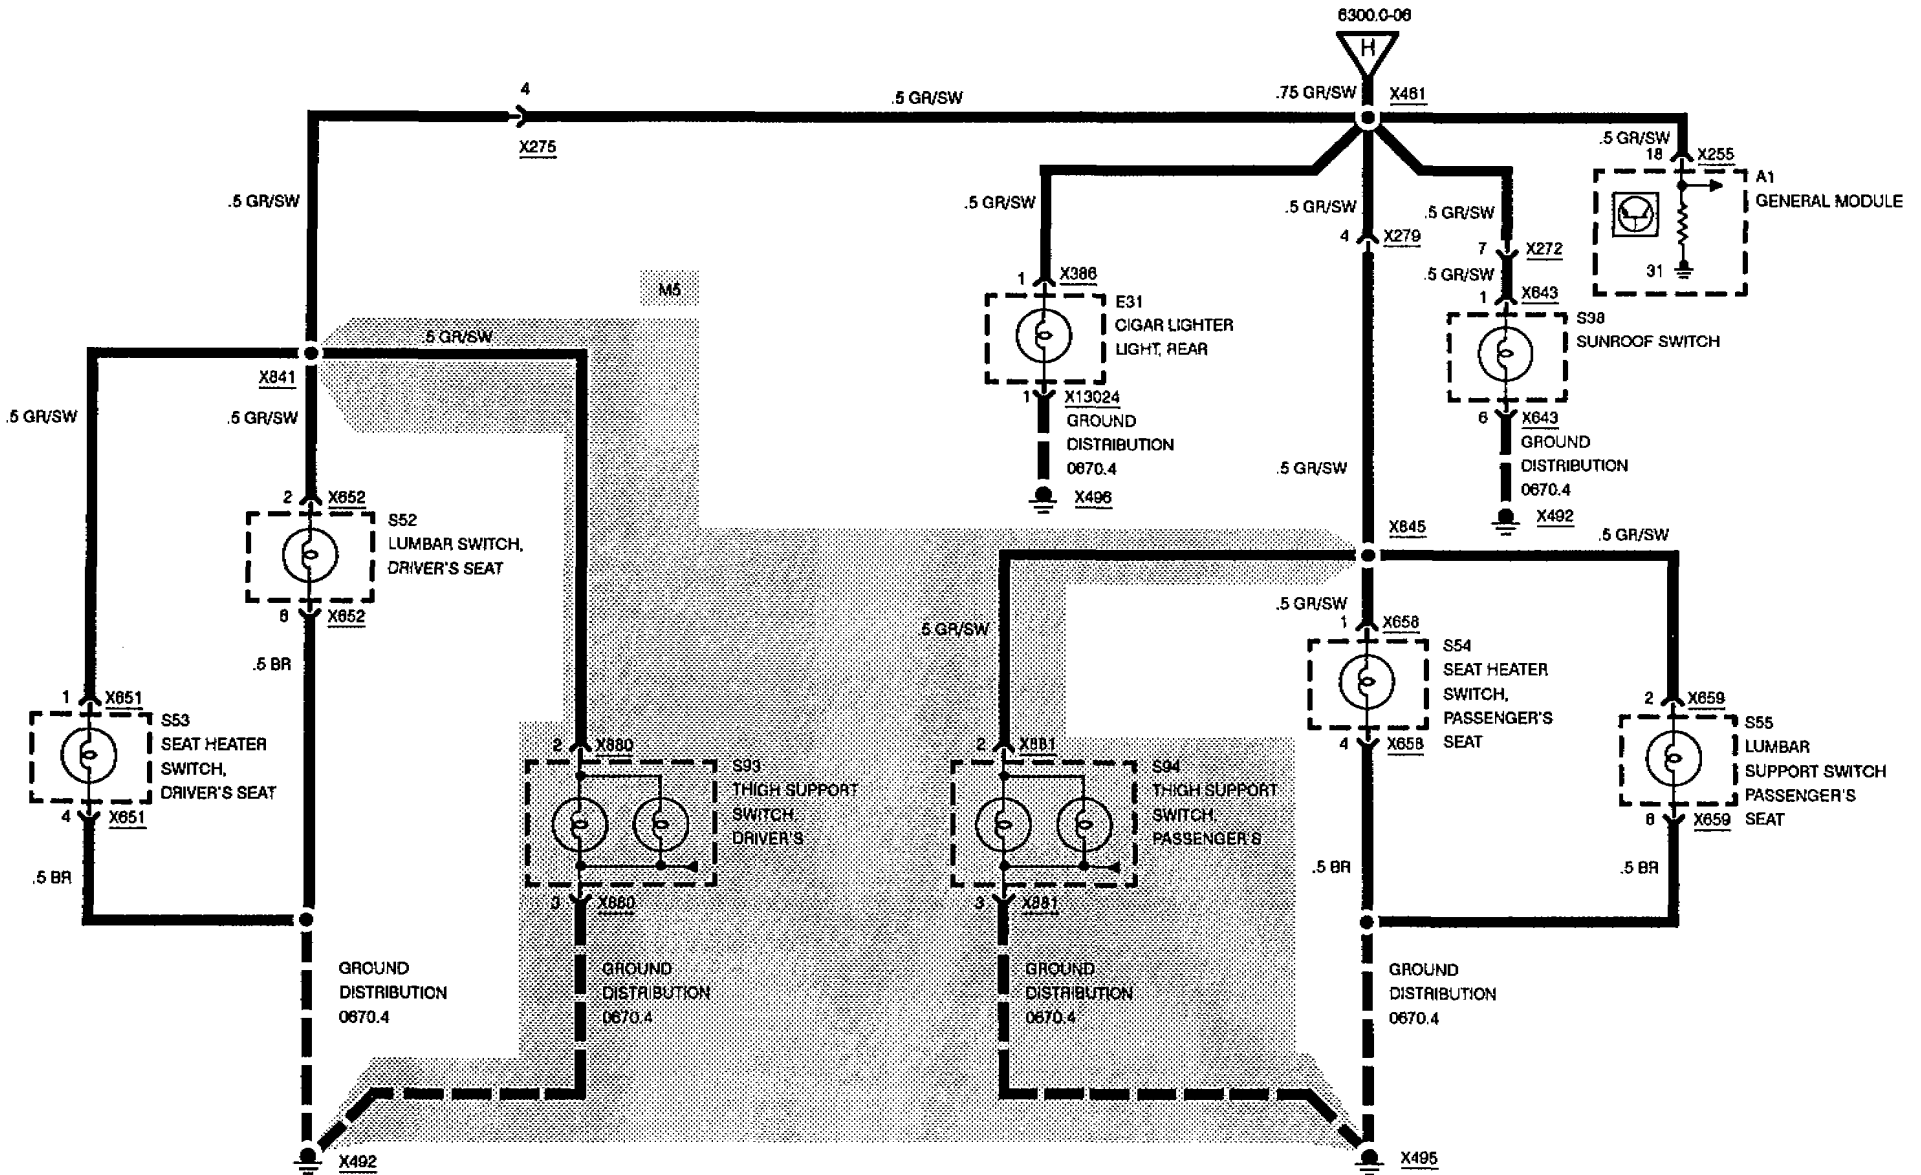 6300.0-06
H
.75 GR/SW
X461
.5 GR/SW
4
X275
.5 GR/SW
.5 GR/SW
18
X255
A1
GENERAL MODULE
31
.5 GR/SW
1
X386
E31
CIGAR LIGHTER
LIGHT, REAR
1
X13024
GROUND
DISTRIBUTION
0670.4
X496
.5 GR/SW
4
X279
.5 GR/SW
7
X272
.5 GR/SW
1
X643
S38
SUNROOF SWITCH
6
X643
GROUND
DISTRIBUTION
0670.4
X492
M5
.5 GR/SW
X841
.5 GR/SW
.5 GR/SW
2
X652
S52
LUMBAR SWITCH,
DRIVER'S SEAT
6
X652
.5 BR
1
X651
S53
SEAT HEATER
SWITCH,
DRIVER'S SEAT
4
X651
.5 BR
GROUND
DISTRIBUTION
0670.4
X492
2
X880
S93
THIGH SUPPORT
SWITCH,
DRIVER'S
3
X880
GROUND
DISTRIBUTION
0670.4
.5 GR/SW
X845
.5 GR/SW
.5 GR/SW
2
X881
S94
THIGH SUPPORT
SWITCH,
PASSENGER'S
3
X881
GROUND
DISTRIBUTION
0670.4
.5 GR/SW
1
X658
S54
SEAT HEATER
SWITCH,
PASSENGER'S
SEAT
4
X658
.5 BR
2
X659
S55
LUMBAR
SUPPORT SWITCH
PASSENGER'S
SEAT
6
X659
.5 BR
GROUND
DISTRIBUTION
0670.4
X495